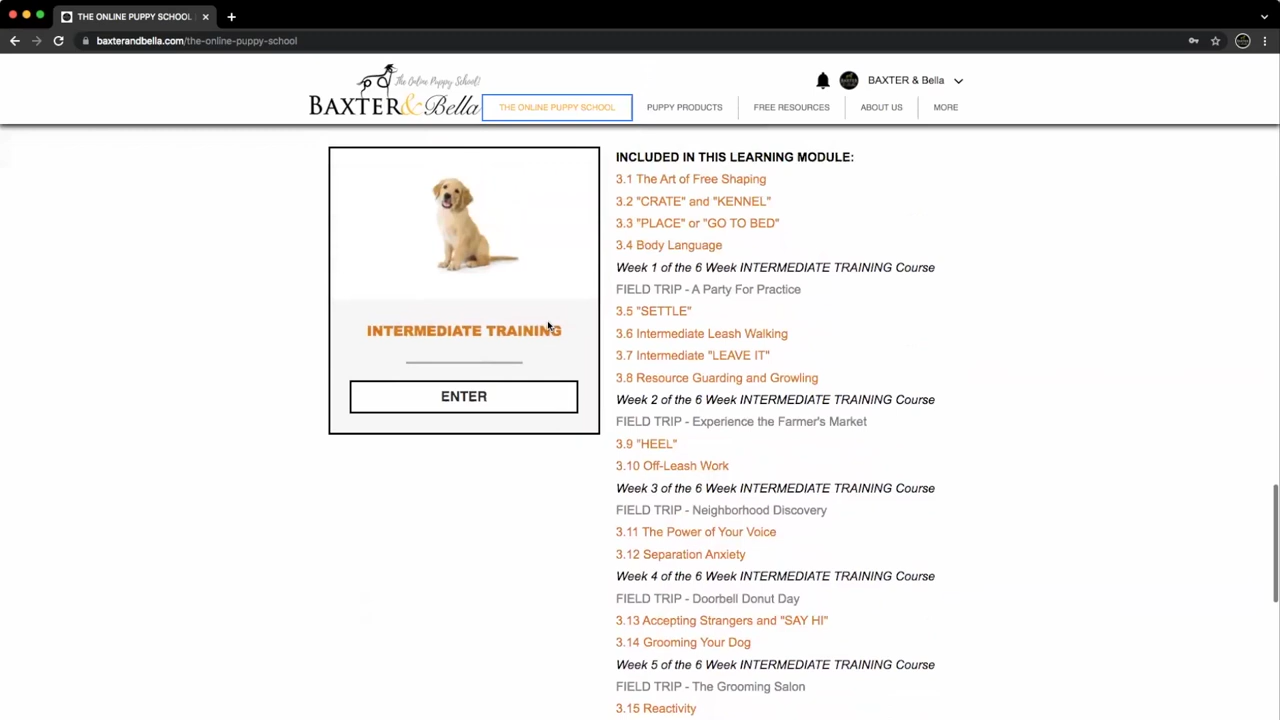 THE ONLINE PUPPY SCHOOL
baxterandbella.com/the-online-puppy-school
The Online Puppy School!
BAXTER & Bella
BAXTER&Bella
THE ONLINE PUPPY SCHOOL
PUPPY PRODUCTS
FREE RESOURCES
ABOUT US
MORE
INTERMEDIATE TRAINING
ENTER
INCLUDED IN THIS LEARNING MODULE:
3.1 The Art of Free Shaping
3.2 "CRATE" and "KENNEL"
3.3 "PLACE" or "GO TO BED"
3.4 Body Language
Week 1 of the 6 Week INTERMEDIATE TRAINING Course
FIELD TRIP - A Party For Practice
3.5 "SETTLE"
3.6 Intermediate Leash Walking
3.7 Intermediate "LEAVE IT"
3.8 Resource Guarding and Growling
Week 2 of the 6 Week INTERMEDIATE TRAINING Course
FIELD TRIP - Experience the Farmer's Market
3.9 "HEEL"
3.10 Off-Leash Work
Week 3 of the 6 Week INTERMEDIATE TRAINING Course
FIELD TRIP - Neighborhood Discovery
3.11 The Power of Your Voice
3.12 Separation Anxiety
Week 4 of the 6 Week INTERMEDIATE TRAINING Course
FIELD TRIP - Doorbell Donut Day
3.13 Accepting Strangers and "SAY HI"
3.14 Grooming Your Dog
Week 5 of the 6 Week INTERMEDIATE TRAINING Course
FIELD TRIP - The Grooming Salon
3.15 Reactivity